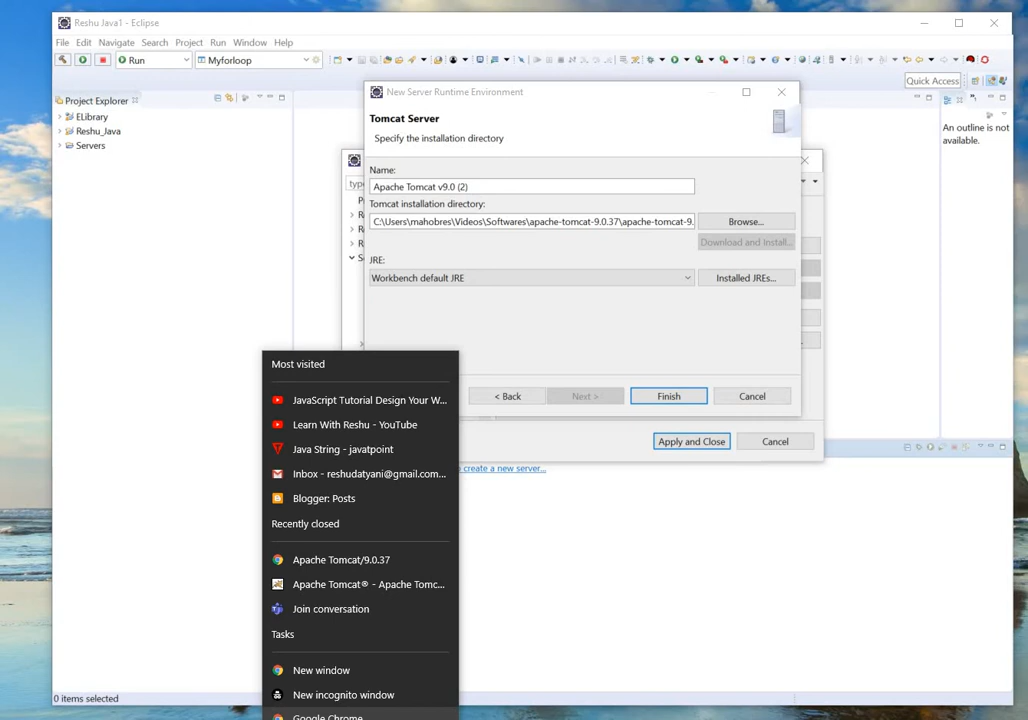 Reshu Java1 - Eclipse
File Edit Navigate Search Project Run Window Help
Run
Myforloop
Quick Access
Project Explorer
ELibrary
Reshu_Java
Servers
An outline is not
available.
New Server Runtime Environment
Tomcat Server
Specify the installation directory
Name:
Apache Tomcat v9.0 (2)
Tomcat installation directory:
C:\Users\mahobres\Videos\Softwares\apache-tomcat-9.0.37\apache-tomcat-9.
Browse...
Download and Install...
JRE:
Workbench default JRE
Installed JREs...
< Back
Next >
Finish
Cancel
Apply and Close
Cancel
create a new server...
Most visited
JavaScript Tutorial Design Your W...
Learn With Reshu - YouTube
Java String - javatpoint
Inbox - reshudatyani@gmail.com...
Blogger: Posts
Recently closed
Apache Tomcat/9.0.37
Apache Tomcat® - Apache Tomc...
Join conversation
Tasks
New window
New incognito window
Google Chrome
0 items selected